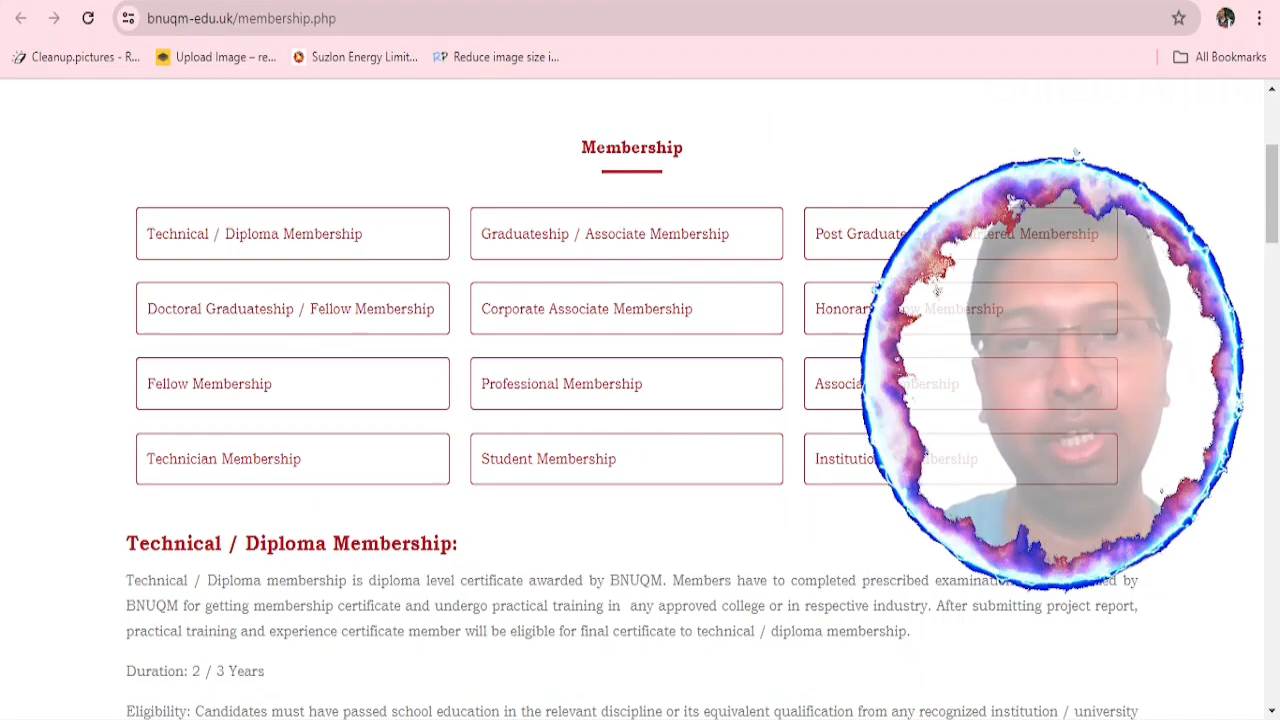 bnuqm-edu.uk/membership.php
Cleanup.pictures - R... Upload Image – re... Suzlon Energy Limit... Reduce image size i... All Bookmarks
Membership
Technical / Diploma Membership Graduateship / Associate Membership Post Graduate Membership
Doctoral Graduateship / Fellow Membership Corporate Associate Membership Membership
Fellow Membership Professional Membership
Technician Membership Student Membership
Technical / Diploma Membership:
Technical / Diploma membership is diploma level certificate awarded by BNUQM. Members have to completed prescribed by
BNUQM for getting membership certificate and undergo practical training in any approved college or in respective industry. After submitting project report,
practical training and experience certificate member will be eligible for final certificate to technical / diploma membership.
Duration: 2 / 3 Years
Eligibility: Candidates must have passed school education in the relevant discipline or its equivalent qualification from any recognized institution / university